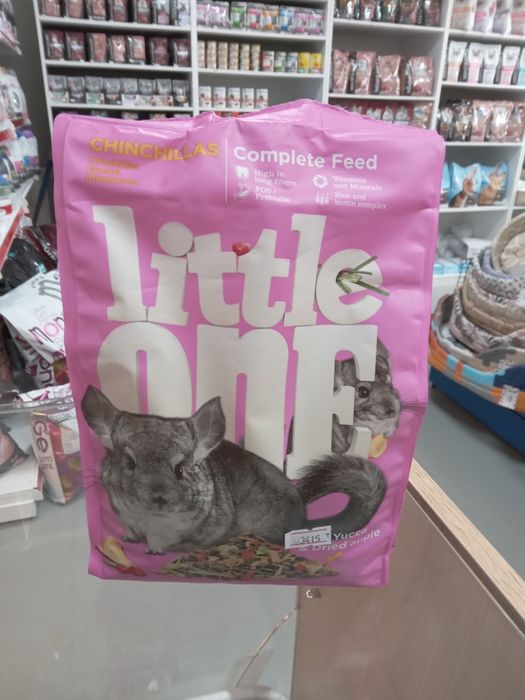 CHINCHILLAS
Complete Feed
High in
long fibers
Vitamins
and Minerals
FOS /
Prebiotic
Zinc and
biotin complex
little
one
3415
Yucca
& Dried apple